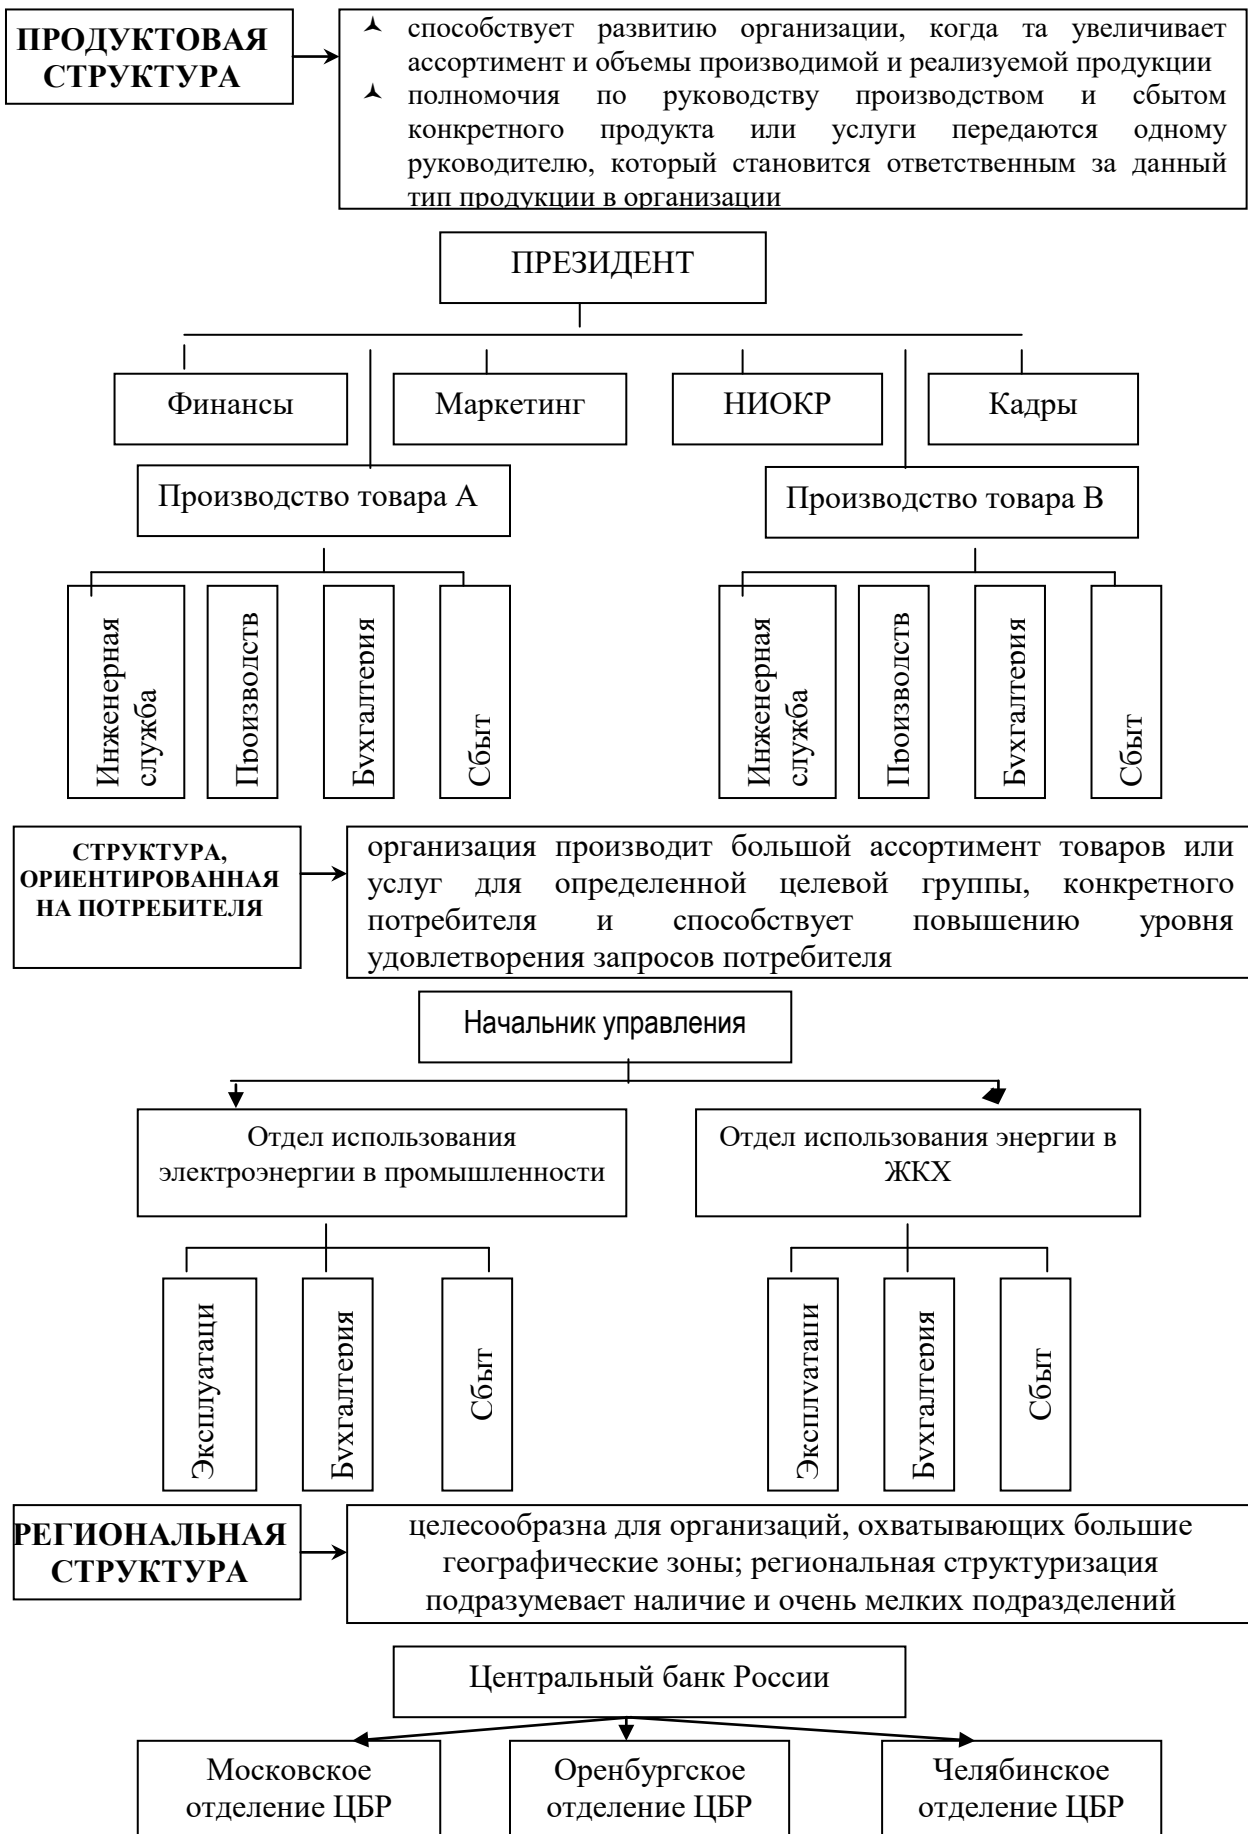 ПРОДУКТОВАЯ
СТРУКТУРА
способствует развитию организации, когда та увеличивает
ассортимент и объемы производимой и реализуемой продукции
полномочия по руководству производством и сбытом
конкретного продукта или услуги передаются одному
руководителю, который становится ответственным за данный
тип продукции в организации
ПРЕЗИДЕНТ
Финансы
Маркетинг
НИОКР
Кадры
Производство товара А
Производство товара В
Инженерная
служба
Производств
Бухгалтерия
Сбыт
Инженерная
служба
Производств
Бухгалтерия
Сбыт
СТРУКТУРА,
ОРИЕНТИРОВАННАЯ
НА ПОТРЕБИТЕЛЯ
организация производит большой ассортимент товаров или
услуг для определенной целевой группы, конкретного
потребителя и способствует повышению уровня
удовлетворения запросов потребителя
Начальник управления
Отдел использования
электроэнергии в промышленности
Отдел использования энергии в
ЖКХ
Эксплуатаци
Бухгалтерия
Сбыт
Эксплуатаци
Бухгалтерия
Сбыт
РЕГИОНАЛЬНАЯ
СТРУКТУРА
целесообразна для организаций, охватывающих большие
географические зоны; региональная структуризация
подразумевает наличие и очень мелких подразделений
Центральный банк России
Московское
отделение ЦБР
Оренбургское
отделение ЦБР
Челябинское
отделение ЦБР